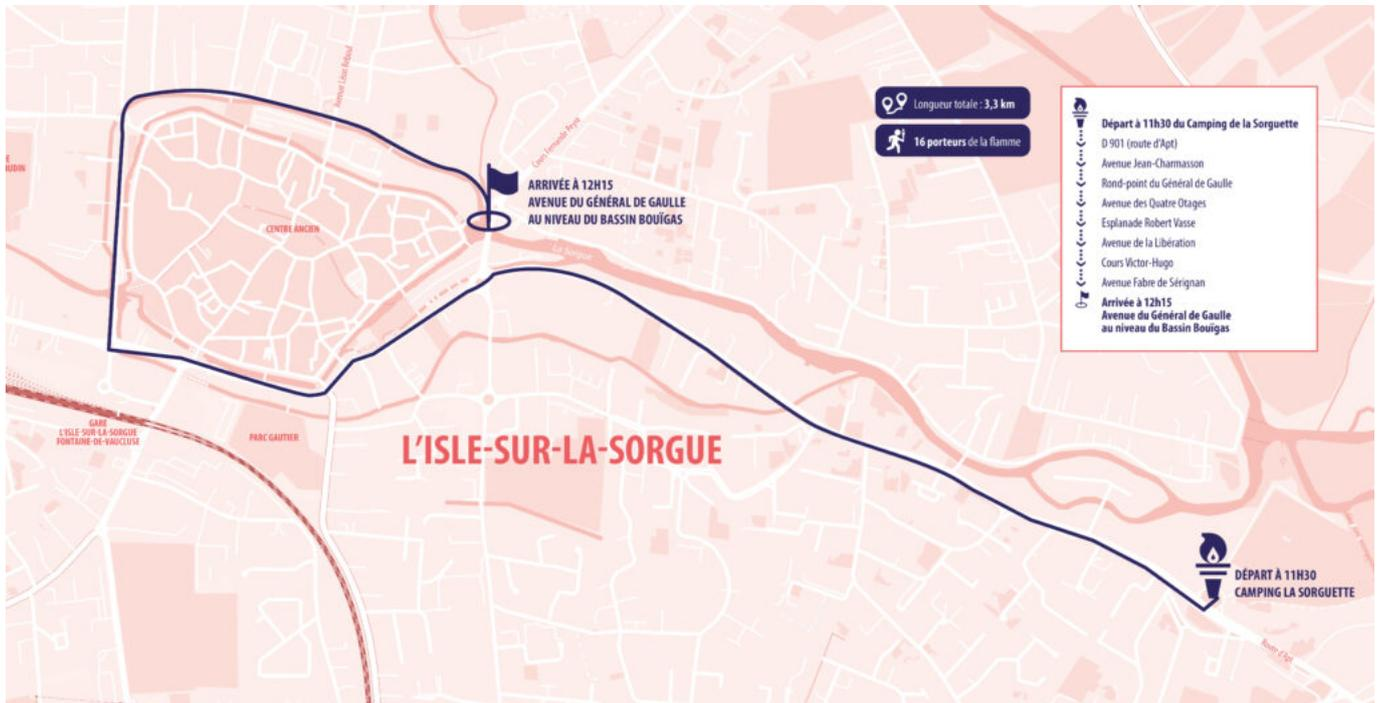 Avenue Léon Rebuud
Cours Fernande Peyre
Longueur totale : 3,3 km
16 porteurs de la flamme
Départ à 11h30 du Camping de la Sorguette
D 901 (route d'Apt)
Avenue Jean-Charmasson
Rond-point du Général de Gaulle
Avenue des Quatre Otages
Esplanade Robert Vasse
Avenue de la Libération
Cours Victor-Hugo
Avenue Fabre de Sérignan
Arrivée à 12h15
Avenue du Général de Gaulle
au niveau du Bassin Bouïgas
UDIN
ARRIVÉE À 12H15
AVENUE DU GÉNÉRAL DE GAULLE
AU NIVEAU DU BASSIN BOUÏGAS
CENTRE ANCIEN
La Sorgue
GARE
L'ISLE-SUR-LA-SORGUE
FONTAINE-DE-VAUCLUSE
PARC GAUTIER
L'ISLE-SUR-LA-SORGUE
DÉPART À 11H30
CAMPING LA SORGUETTE
Route d'Apt